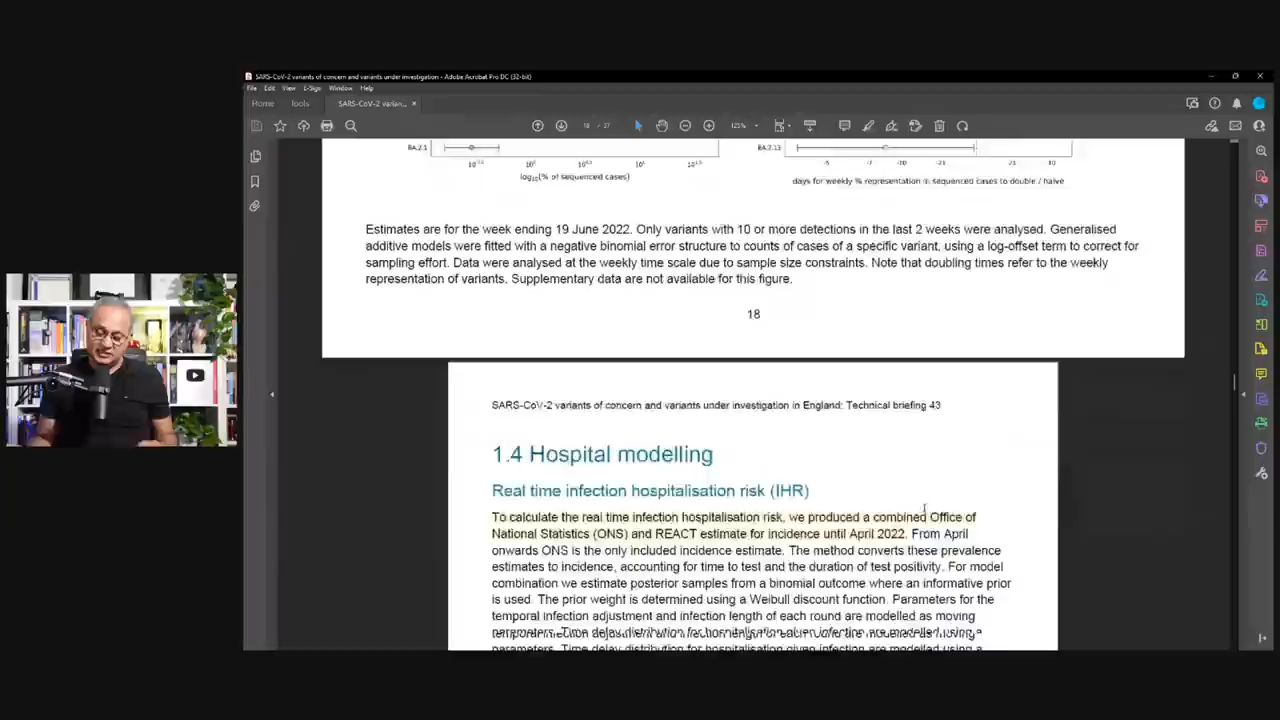 SARS-CoV-2 variants of concern and variants under investigation - Adobe Acrobat Pro DC (32-bit)
File Edit View E-Sign Window Help
Home Tools SARS-CoV-2 varian... ×
125%
BA.2.1
log10(% of sequenced cases)
BA.2.13
days for weekly % representation in sequenced cases to double / halve
Estimates are for the week ending 19 June 2022. Only variants with 10 or more detections in the last 2 weeks were analysed. Generalised
additive models were fitted with a negative binomial error structure to counts of cases of a specific variant, using a log-offset term to correct for
sampling effort. Data were analysed at the weekly time scale due to sample size constraints. Note that doubling times refer to the weekly
representation of variants. Supplementary data are not available for this figure.
18
SARS-CoV-2 variants of concern and variants under investigation in England: Technical briefing 43
1.4 Hospital modelling
Real time infection hospitalisation risk (IHR)
To calculate the real time infection hospitalisation risk, we produced a combined Office of
National Statistics (ONS) and REACT estimate for incidence until April 2022. From April
onwards ONS is the only included incidence estimate. The method converts these prevalence
estimates to incidence, accounting for time to test and the duration of test positivity. For model
combination we estimate posterior samples from a binomial outcome where an informative prior
is used. The prior weight is determined using a Weibull discount function. Parameters for the
temporal infection adjustment and infection length of each round are modelled as moving
parameters. Time delay distribution for hospitalisation given infection are modelled using a